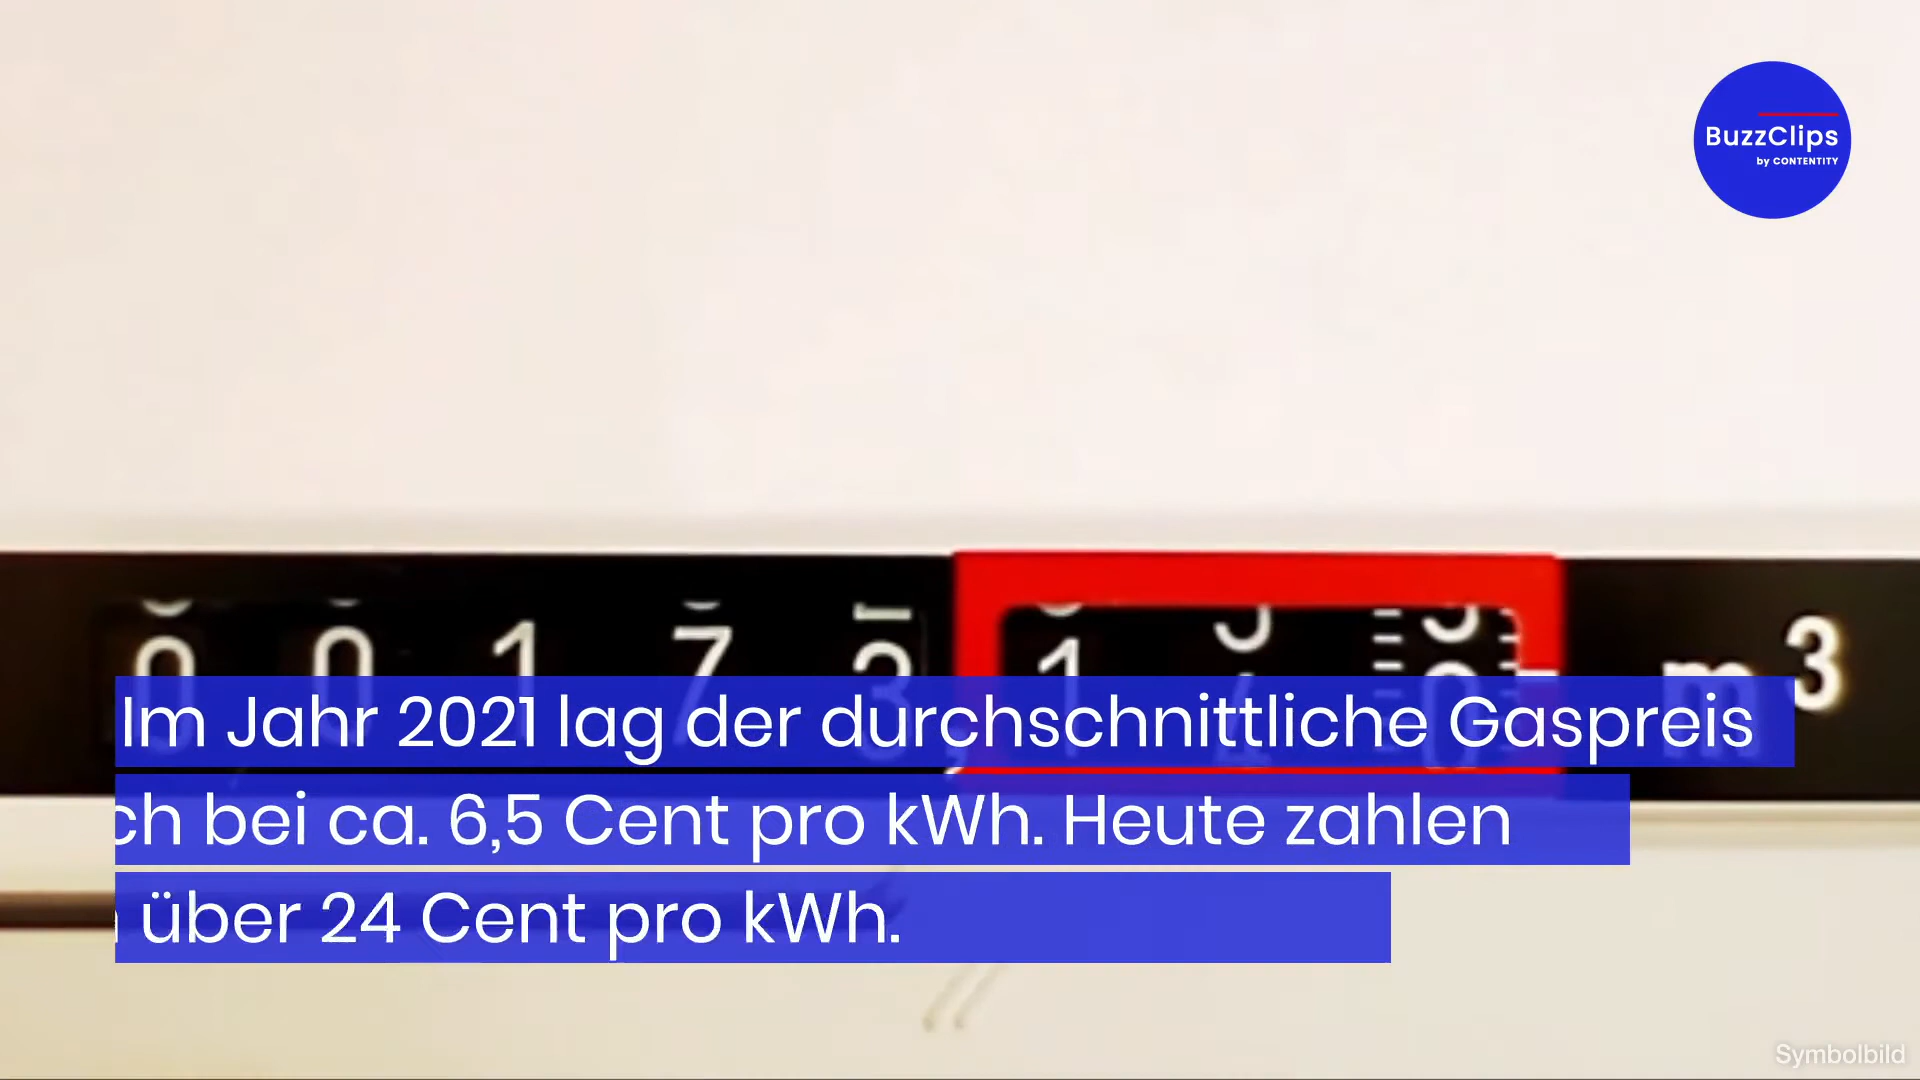 BuzzClips
by CONTENTITY
0 0 1 7
m3
Im Jahr 2021 lag der durchschnittliche Gaspreis
ch bei ca. 6,5 Cent pro kWh. Heute zahlen
über 24 Cent pro kWh.
Symbolbild